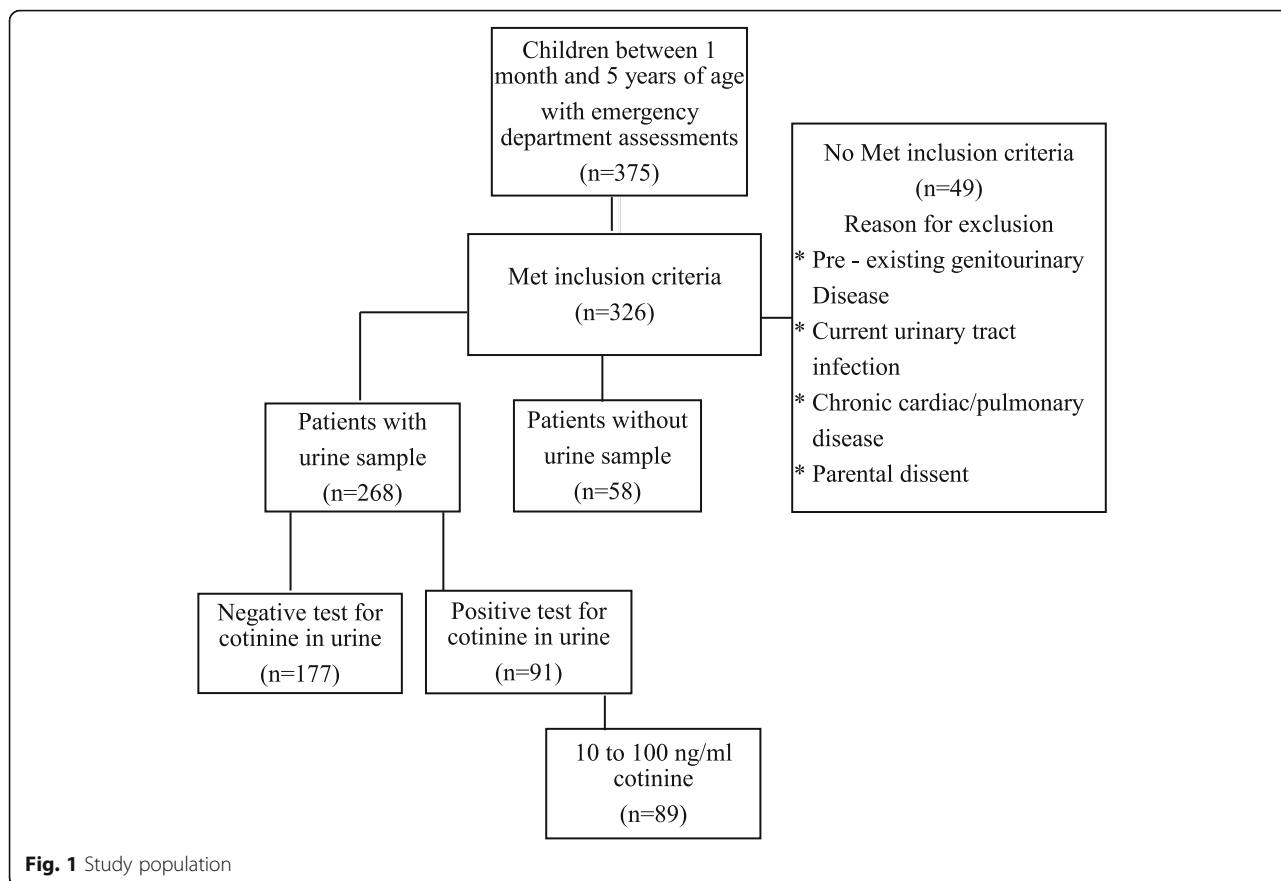 Children between 1
month and 5 years of age
with emergency
department assessments
(n=375)
No Met inclusion criteria
(n=49)
Reason for exclusion
* Pre - existing genitourinary
Disease
* Current urinary tract
infection
* Chronic cardiac/pulmonary
disease
* Parental dissent
Met inclusion criteria
(n=326)
Patients with
urine sample
(n=268)
Patients without
urine sample
(n=58)
Negative test for
cotinine in urine
(n=177)
Positive test for
cotinine in urine
(n=91)
10 to 100 ng/ml
cotinine
(n=89)
Fig. 1 Study population